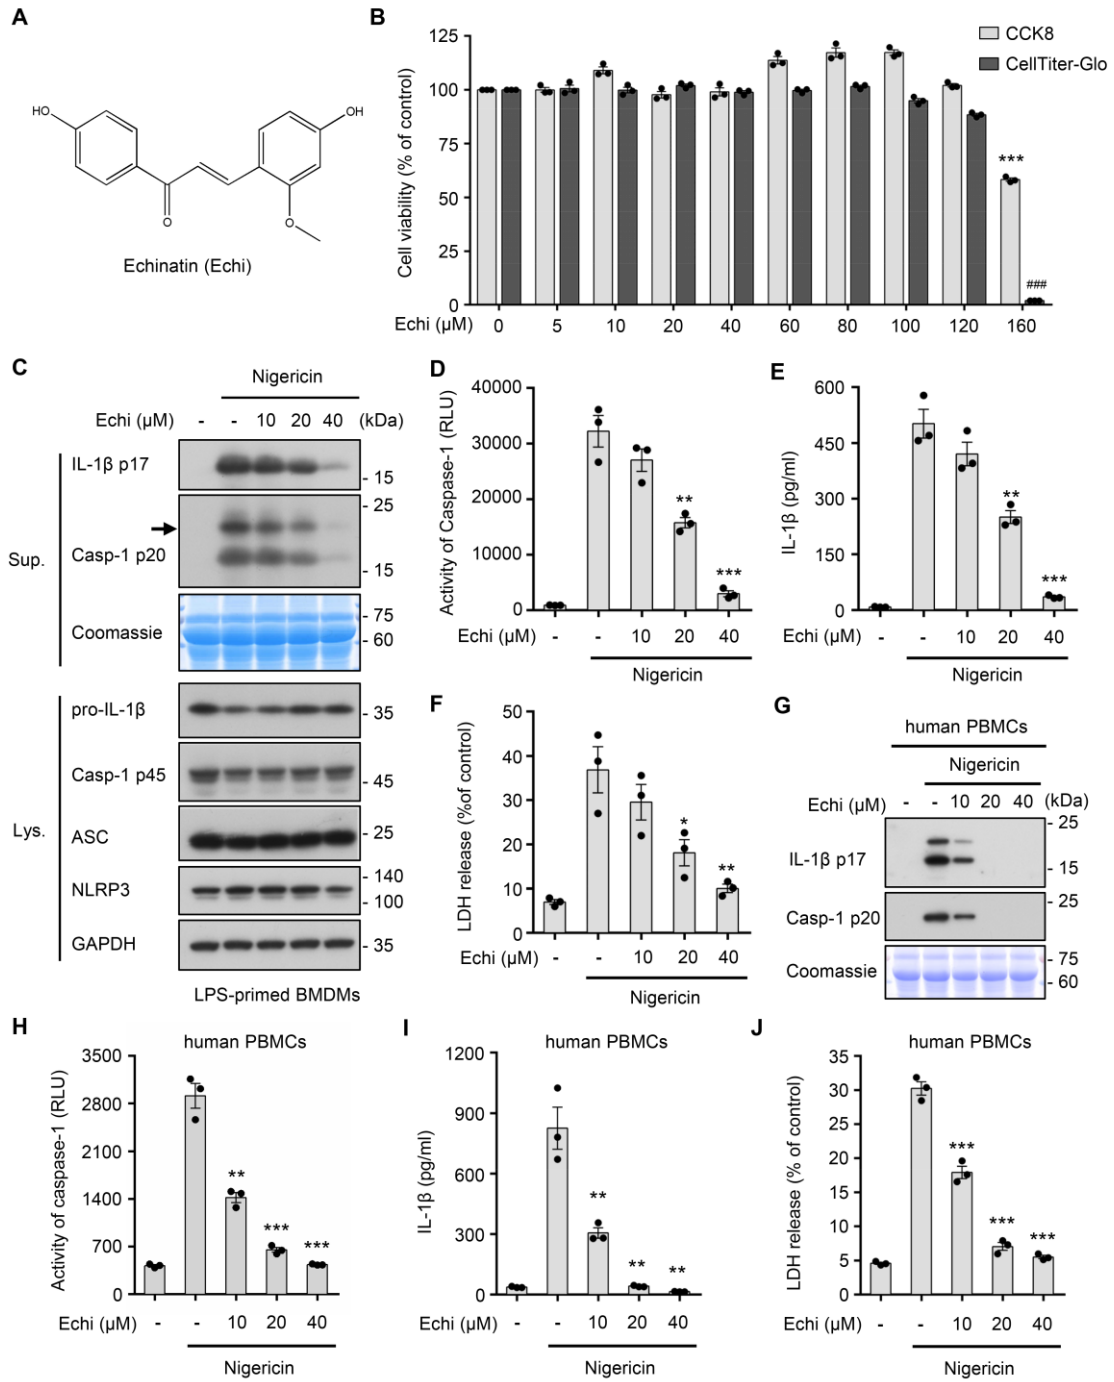 A
HO
OH
O
O
Echinatin (Echi)
B
Cell viability (% of control)
125
100
75
50
25
0
CCK8
CellTiter-Glo
***
###
Echi (μM) 0 5 10 20 40 60 80 100 120 160
C
Nigericin
Echi (μM) - - 10 20 40 (kDa)
Sup.
IL-1β p17
- 15
- 25
Casp-1 p20
- 15
Coomassie
- 75
- 60
Lys.
pro-IL-1β
- 35
Casp-1 p45
- 45
ASC
- 25
NLRP3
- 140
- 100
GAPDH
- 35
LPS-primed BMDMs
D
Activity of Caspase-1 (RLU)
40000
30000
20000
10000
0
**
***
Echi (μM) - - 10 20 40
Nigericin
E
IL-1β (pg/ml)
600
450
300
150
0
**
***
Echi (μM) - - 10 20 40
Nigericin
F
LDH release (%of control)
50
40
30
20
10
0
*
**
Echi (μM) - - 10 20 40
Nigericin
G
human PBMCs
Nigericin
Echi (μM) - - 10 20 40 (kDa)
- 25
IL-1β p17
- 15
- 25
Casp-1 p20
Coomassie
- 75
- 60
H
human PBMCs
Activity of caspase-1 (RLU)
3500
2800
2100
1400
700
0
**
***
***
Echi (μM) - - 10 20 40
Nigericin
I
human PBMCs
IL-1β (pg/ml)
1200
900
600
300
0
**
**
**
Echi (μM) - - 10 20 40
Nigericin
J
human PBMCs
LDH release (% of control)
35
30
25
20
15
10
5
0
***
***
***
Echi (μM) - - 10 20 40
Nigericin